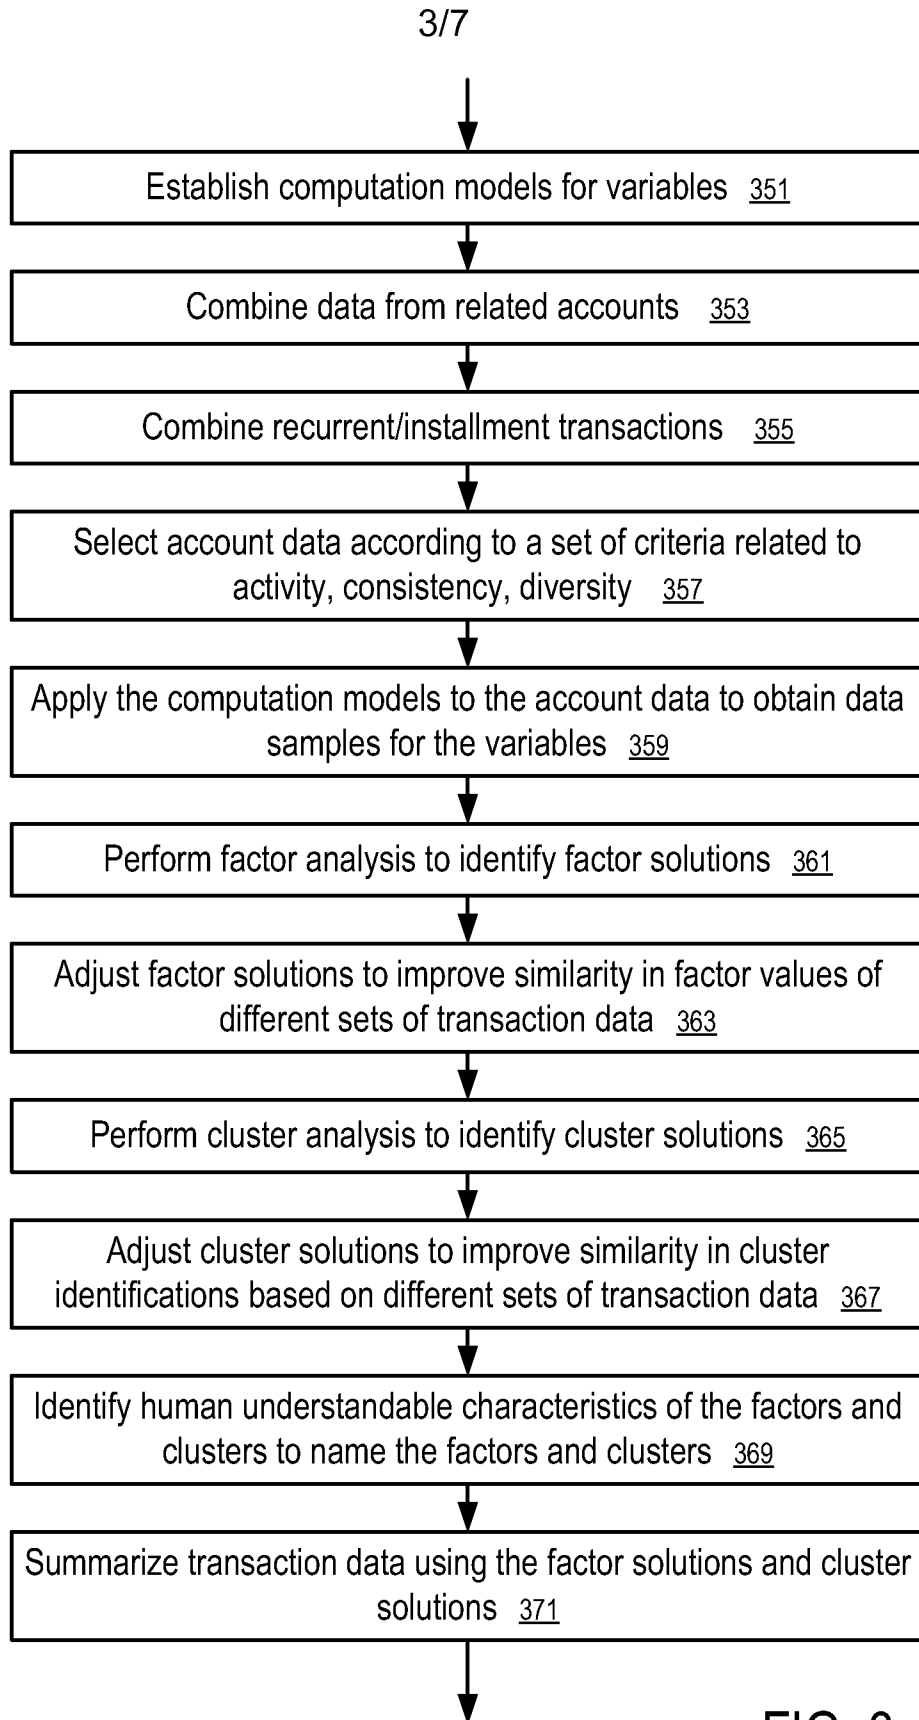 3/7
Establish computation models for variables 351
Combine data from related accounts 353
Combine recurrent/installment transactions 355
Select account data according to a set of criteria related to
activity, consistency, diversity 357
Apply the computation models to the account data to obtain data
samples for the variables 359
Perform factor analysis to identify factor solutions 361
Adjust factor solutions to improve similarity in factor values of
different sets of transaction data 363
Perform cluster analysis to identify cluster solutions 365
Adjust cluster solutions to improve similarity in cluster
identifications based on different sets of transaction data 367
Identify human understandable characteristics of the factors and
clusters to name the factors and clusters 369
Summarize transaction data using the factor solutions and cluster
solutions 371
FIG.